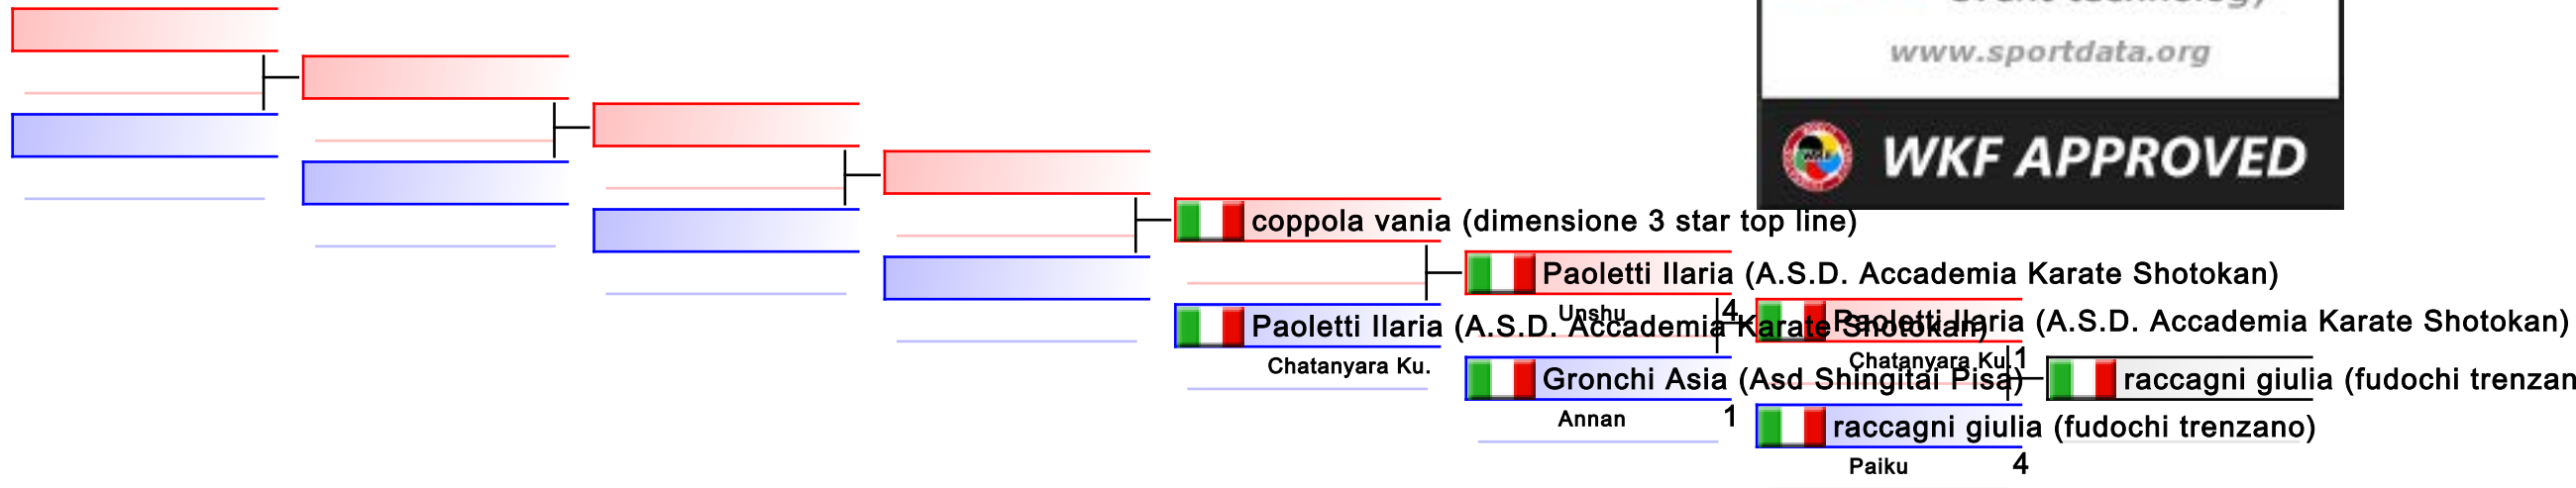 www.sportdata.org
WKF APPROVED
coppola vania (dimensione 3 star top line)
Paoletti Ilaria (A.S.D. Accademia Karate Shotokan)
Unshu 4
Paoletti Ilaria (A.S.D. Accademia Karate Shotokan)
Paoletti Ilaria (A.S.D. Accademia Karate Shotokan)
Chatanyara Ku. 1
Chatanyara Ku.
Gronchi Asia (Asd Shingitai Pisa)
raccagni giulia (fudochi trenzan
Annan 1
raccagni giulia (fudochi trenzano)
Paiku 4